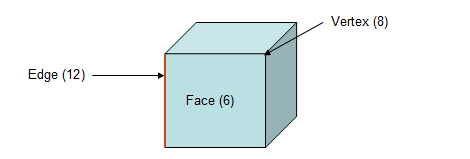 Vertex (8)
Edge (12)
Face (6)